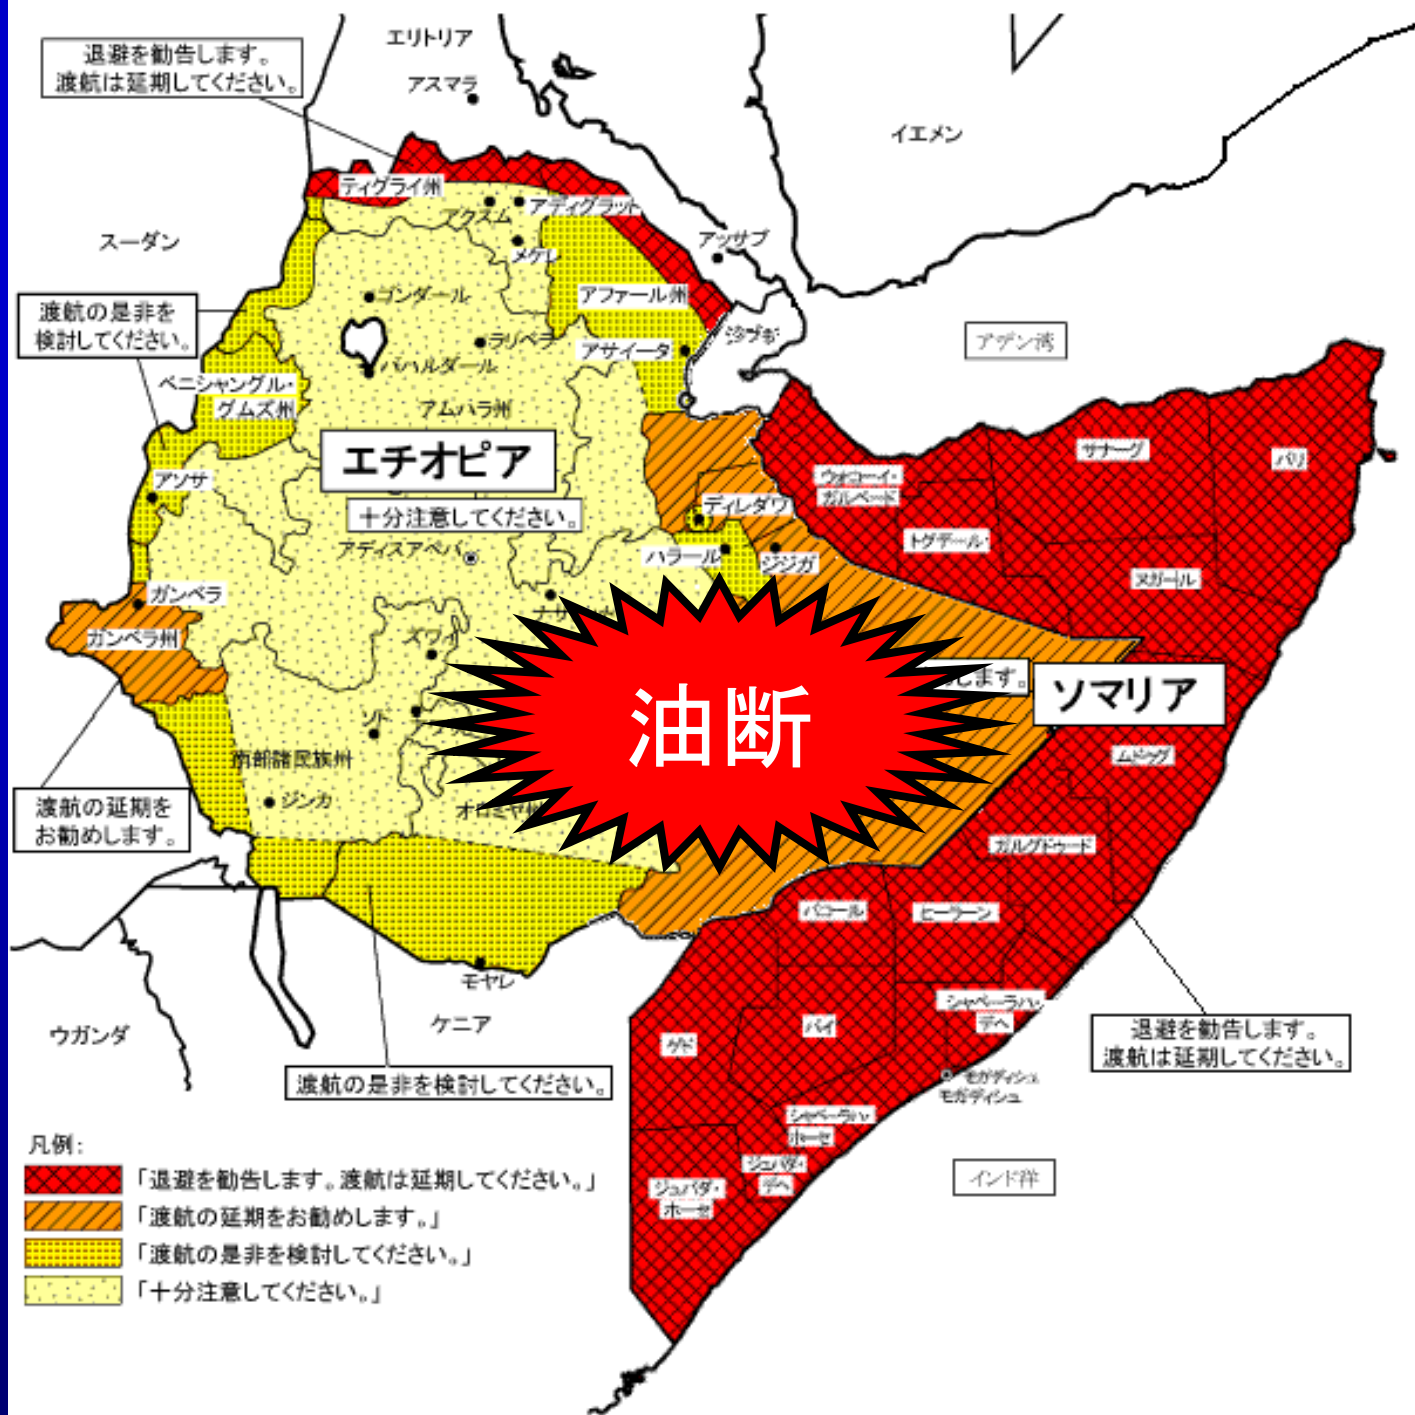 エリトリア
退避を勧告します。
渡航は延期してください。
アスマラ
イエメン
ティグライ州
アクスム
アディグラット
スーダン
メケレ
アッサブ
渡航の是非を
検討してください。
ゴンダール
アファール州
ジブチ
ラリベラ
アサイータ
アデン湾
バハルダール
ベニシャングル・
グムズ州
アムハラ州
エチオピア
サナーグ
バリ
アソサ
ウォコーイ・
ガルベード
十分注意してください。
ディレダワ
アディスアベバ
ハラール
ジジガ
トゲデール
ヌガール
ガンベラ
ガンベラ州
ズワイ
します。
ソマリア
油断
ムドゥグ
南部諸民族州
ジンカ
オロミヤ州
渡航の延期を
お勧めします。
ガルグドゥード
バコール
ヒーラーン
モヤレ
シャベーラハ・
デヘ
ケニア
ウガンダ
ゲド
バイ
退避を勧告します。
渡航は延期してください。
渡航の是非を検討してください。
モガディシュ
モガディシュ
シャベーラハ・
ホーセ
ジュバダ・
デヘ
ジュバダ・
ホーセ
インド洋
凡例:
「退避を勧告します。渡航は延期してください。」
「渡航の延期をお勧めします。」
「渡航の是非を検討してください。」
「十分注意してください。」